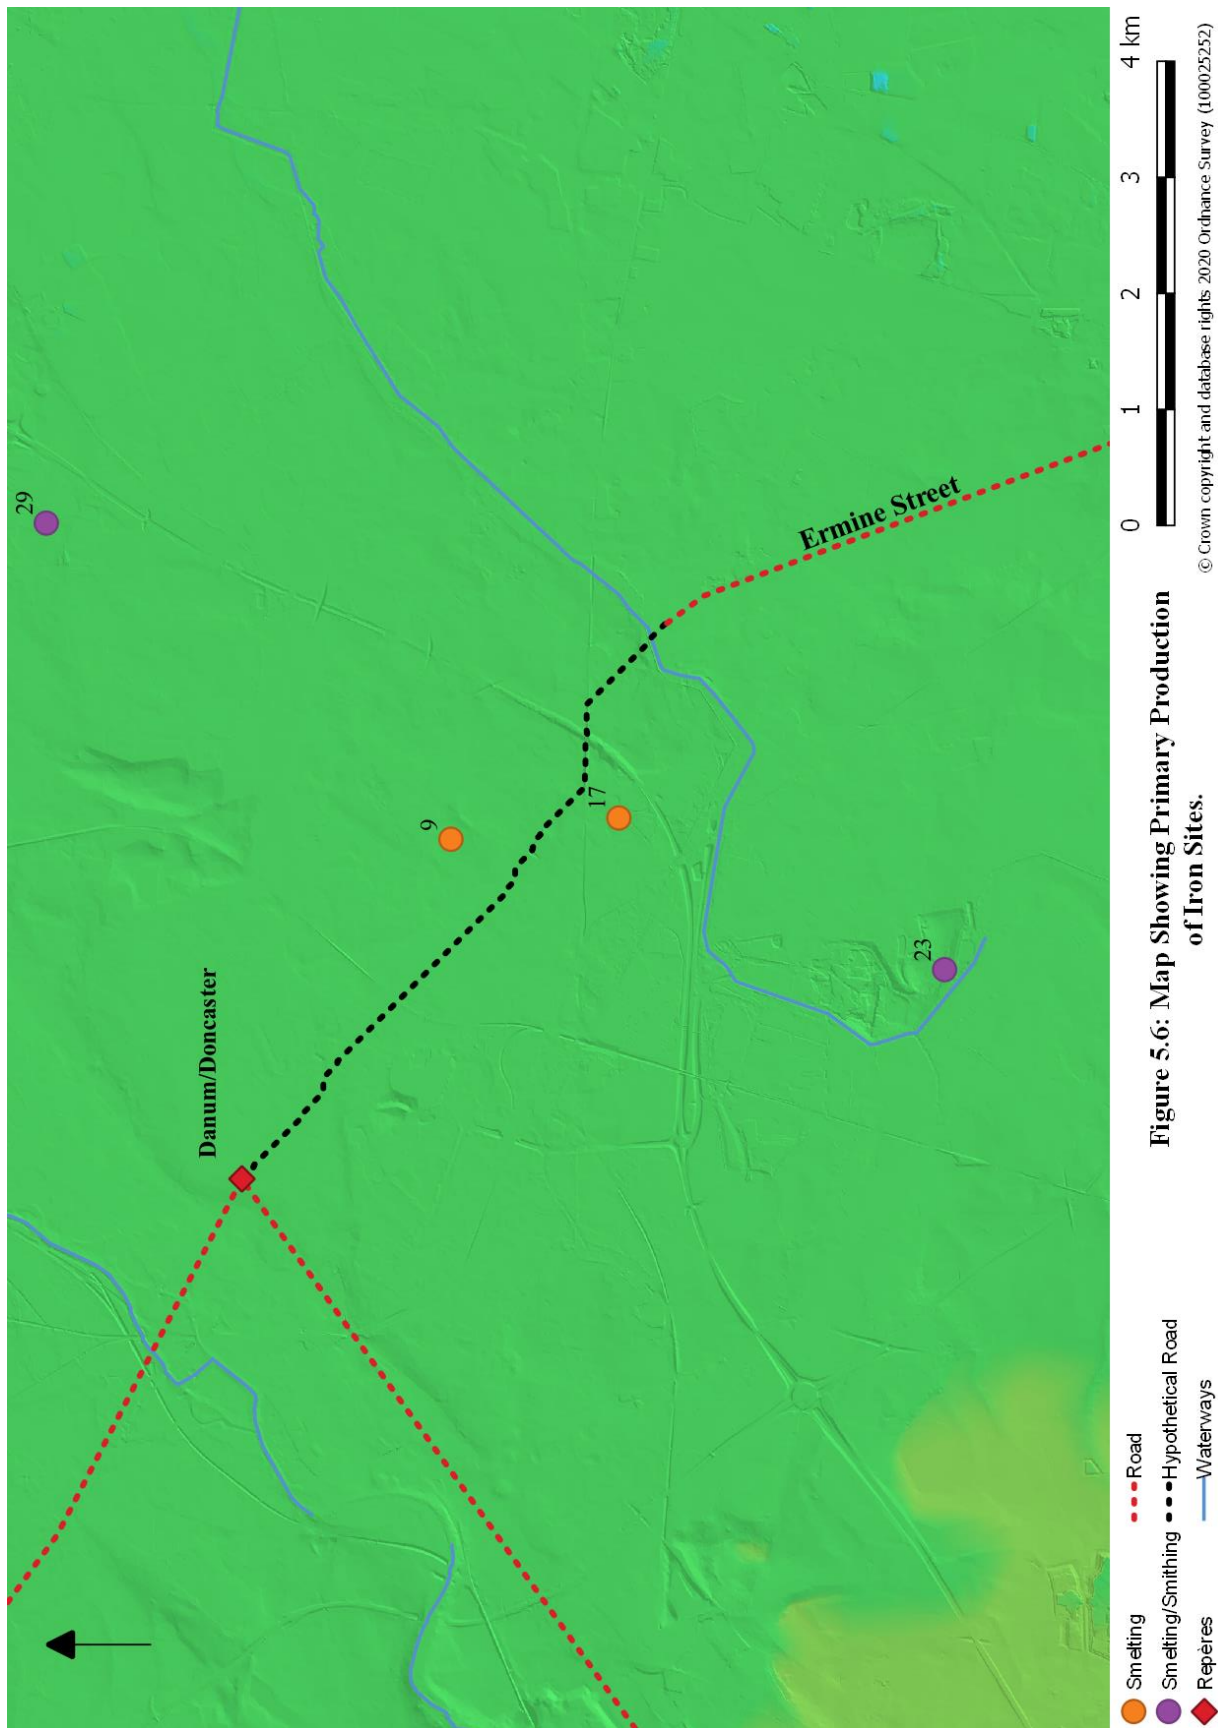 29
Danum/Doncaster
9
17
Ermine Street
23
Smelting
Smelting/Smithing
Repères
Road
Hypothetical Road
Waterways
Figure 5.6: Map Showing Primary Production
of Iron Sites.
0 1 2 3 4 km
© Crown copyright and database rights 2020 Ordnance Survey (100025252)